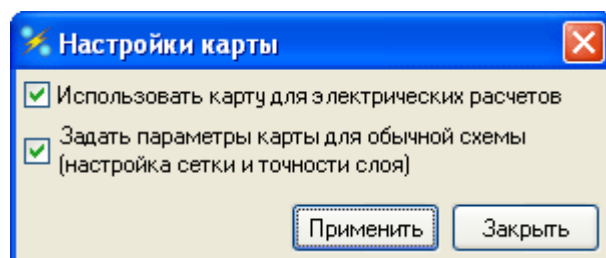 Настройки карты
Использовать карту для электрических расчетов
Задать параметры карты для обычной схемы
(настройка сетки и точности слоя)
Применить Закрыть